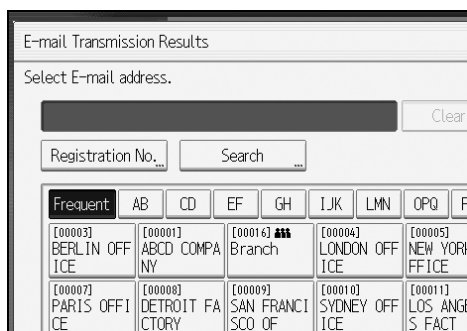 E-mail Transmission Results
Select E-mail address.
Clear
Registration No.
Search
Frequent AB CD EF GH IJK LMN OPQ
[00003] [00001] [00016] [00004] [00005]
BERLIN OFF ABCD COMPA Branch LONDON OFF NEW YORK
ICE NY ICE FFICE
[00007] [00008] [00009] [00010] [00011]
PARIS OFFI DETROIT FA SAN FRANCI SYDNEY OFF LOS ANGE
CE CTORY SCO OF ICE S FACT